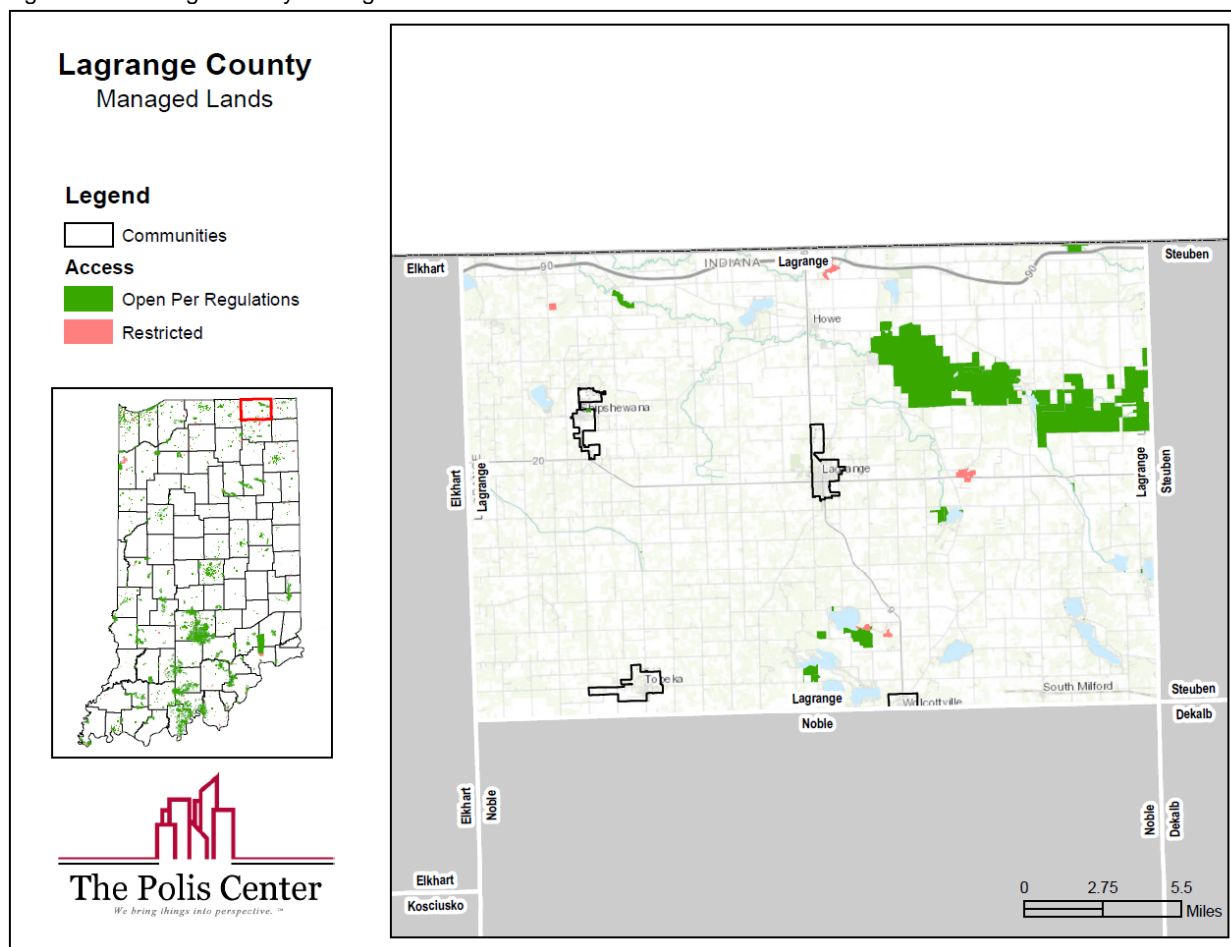 Lagrange County
Managed Lands
Legend
Communities
Access
Open Per Regulations
Restricted
The Polis Center
We bring things into perspective. ™
Elkhart
INDIANA
Lagrange
Steuben
90
90
Howe
Shipshewana
20
Lagrange
Elkhart
Lagrange
Lagrange
Steuben
Topeka
Lagrange
Noble
Wolcottville
South Milford
Steuben
Dekalb
Elkhart
Noble
Noble
Dekalb
Elkhart
Kosciusko
0 2.75 5.5
Miles